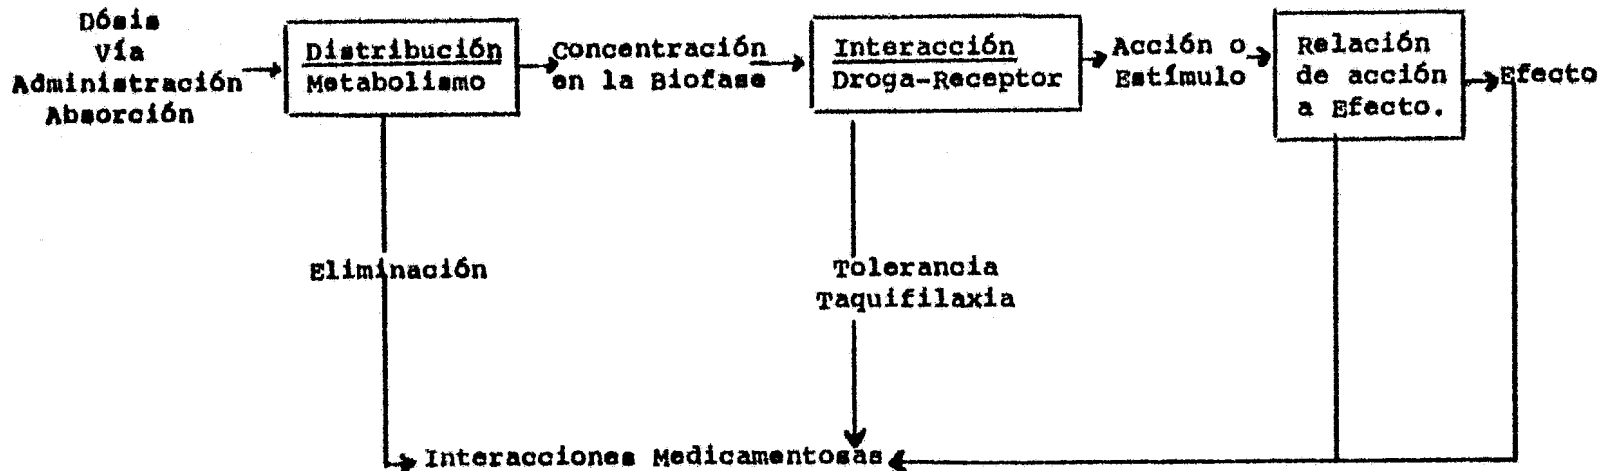 Dósis
Vía
Administración
Absorción
Distribución
Metabolismo
Concentración
en la Biofase
Interacción
Droga-Receptor
Acción o
Estímulo
Relación
de acción
a Efecto.
Efecto
Eliminación
Tolerancia
Taquifilaxia
Interacciones Medicamentosas